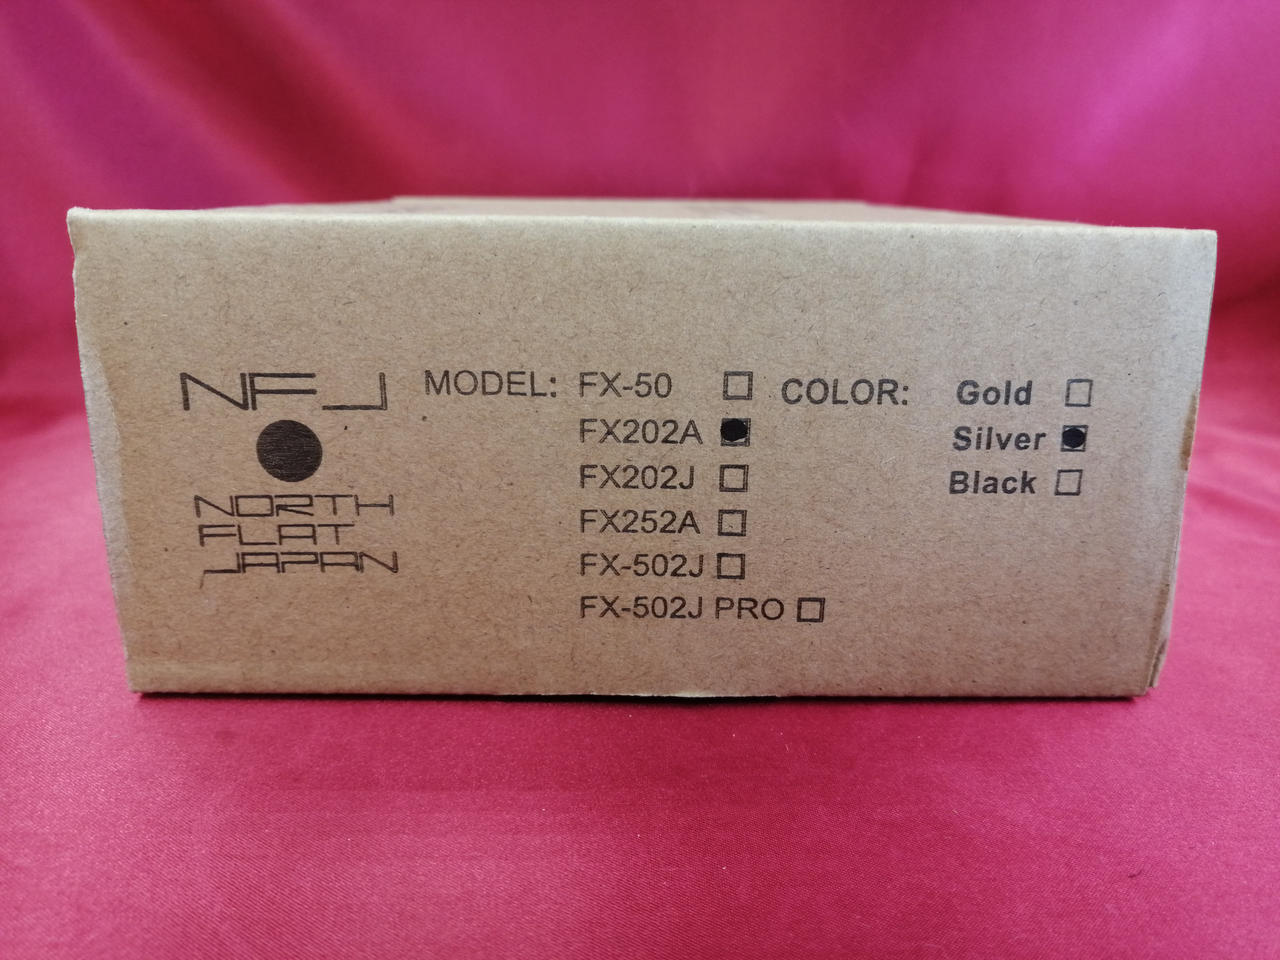 NFJ
NORTH
FLAT
JAPAN
MODEL: FX-50 □
FX202A ■
FX202J □
FX252A □
FX-502J □
FX-502J PRO □
COLOR: Gold □
Silver ■
Black □